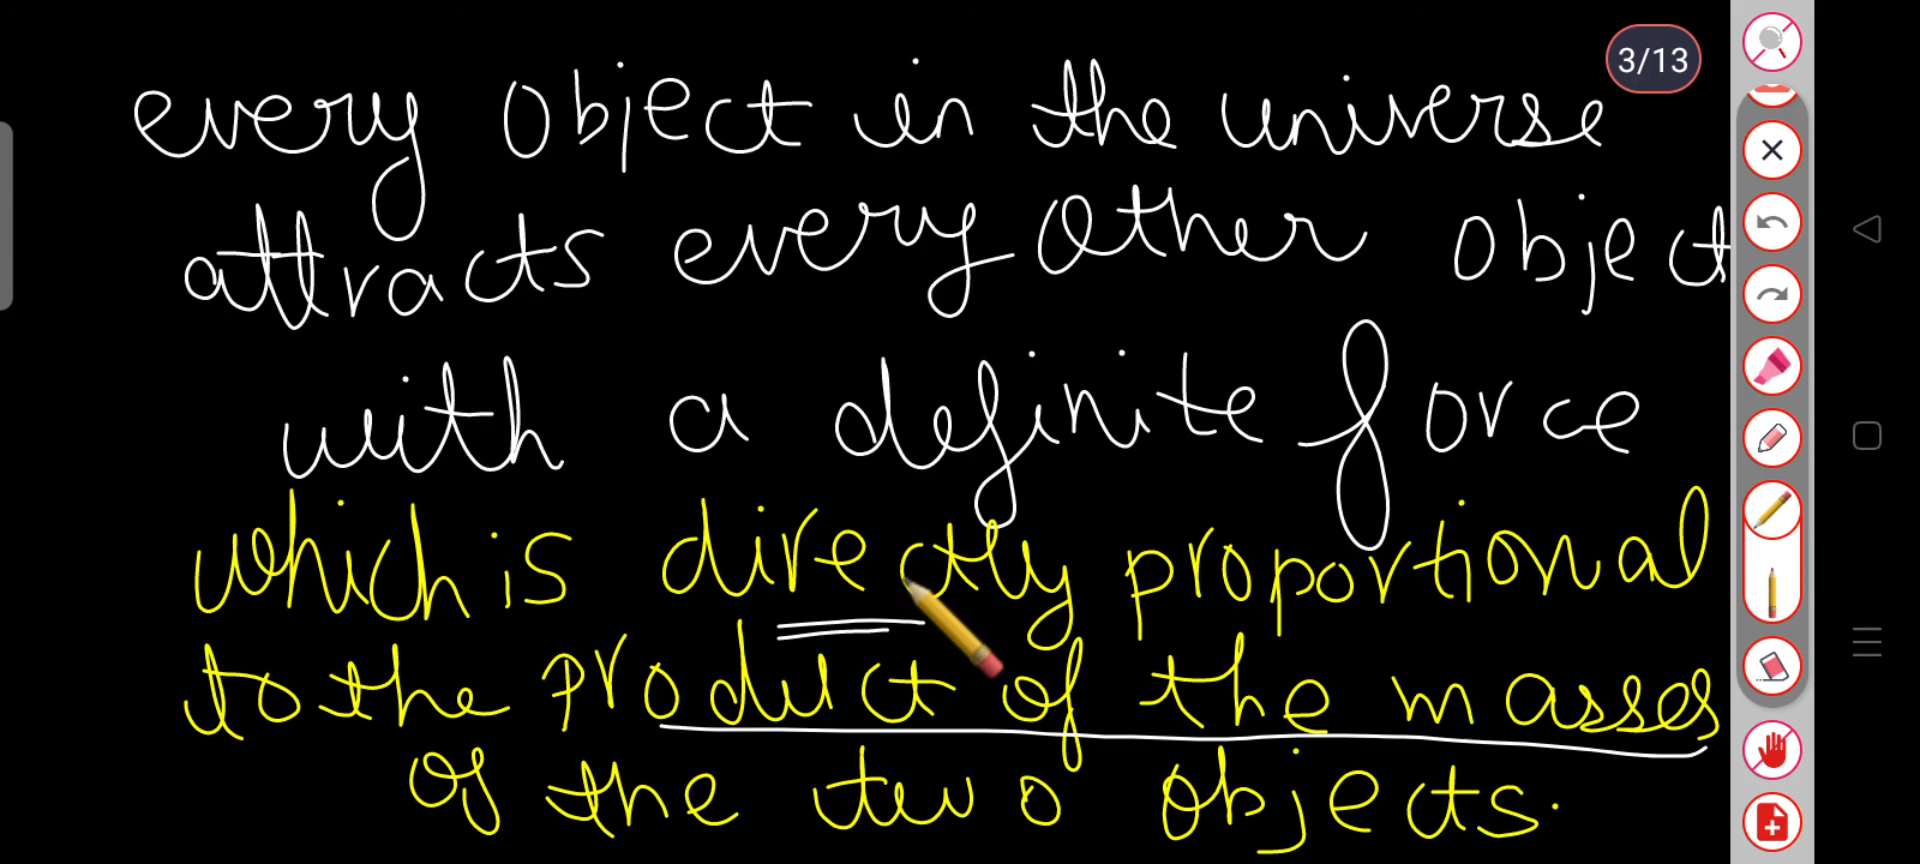 3/13
every object in the universe
attracts every other object
with a definite force
which is directly proportional
to the product of the masses
of the two objects.